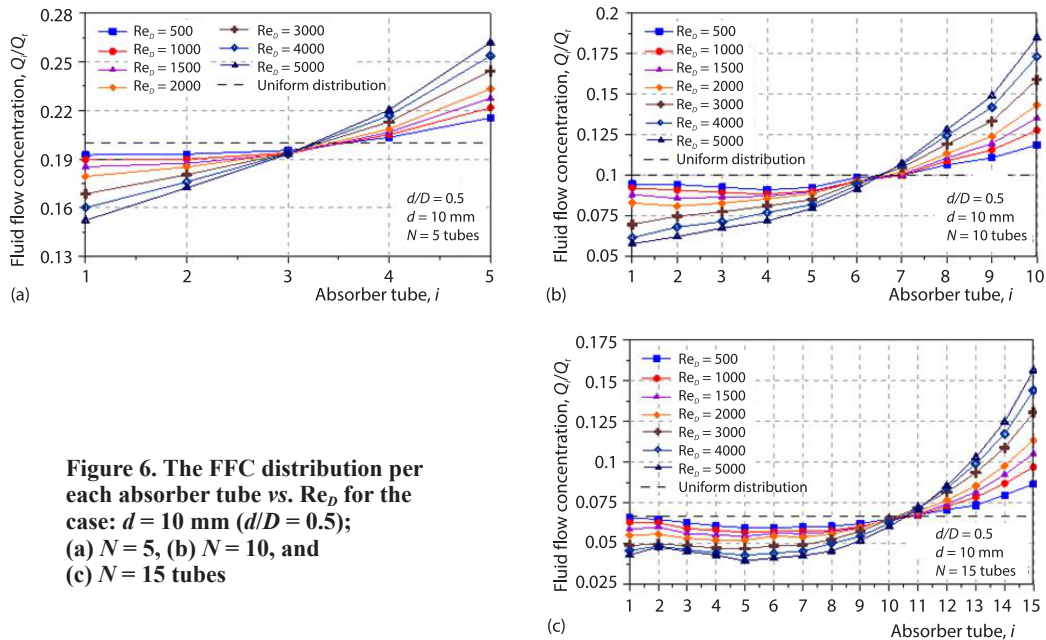 Fluid flow concentration, Qi/Qt
0.28
0.25
0.22
0.19
0.16
0.13
Re_D = 500
Re_D = 1000
Re_D = 1500
Re_D = 2000
Re_D = 3000
Re_D = 4000
Re_D = 5000
Uniform distribution
d/D = 0.5
d = 10 mm
N = 5 tubes
1 2 3 4 5
(a) Absorber tube, i
Fluid flow concentration, Qi/Qt
0.2
0.175
0.15
0.125
0.1
0.075
0.05
Re_D = 500
Re_D = 1000
Re_D = 1500
Re_D = 2000
Re_D = 3000
Re_D = 4000
Re_D = 5000
Uniform distribution
d/D = 0.5
d = 10 mm
N = 10 tubes
1 2 3 4 5 6 7 8 9 10
(b) Absorber tube, i
Figure 6. The FFC distribution per
each absorber tube vs. Re_D for the
case: d = 10 mm (d/D = 0.5);
(a) N = 5, (b) N = 10, and
(c) N = 15 tubes
Fluid flow concentration, Qi/Qt
0.175
0.15
0.125
0.1
0.075
0.05
0.025
Re_D = 500
Re_D = 1000
Re_D = 1500
Re_D = 2000
Re_D = 3000
Re_D = 4000
Re_D = 5000
Uniform distribution
d/D = 0.5
d = 10 mm
N = 15 tubes
1 2 3 4 5 6 7 8 9 10 11 12 13 14 15
(c) Absorber tube, i